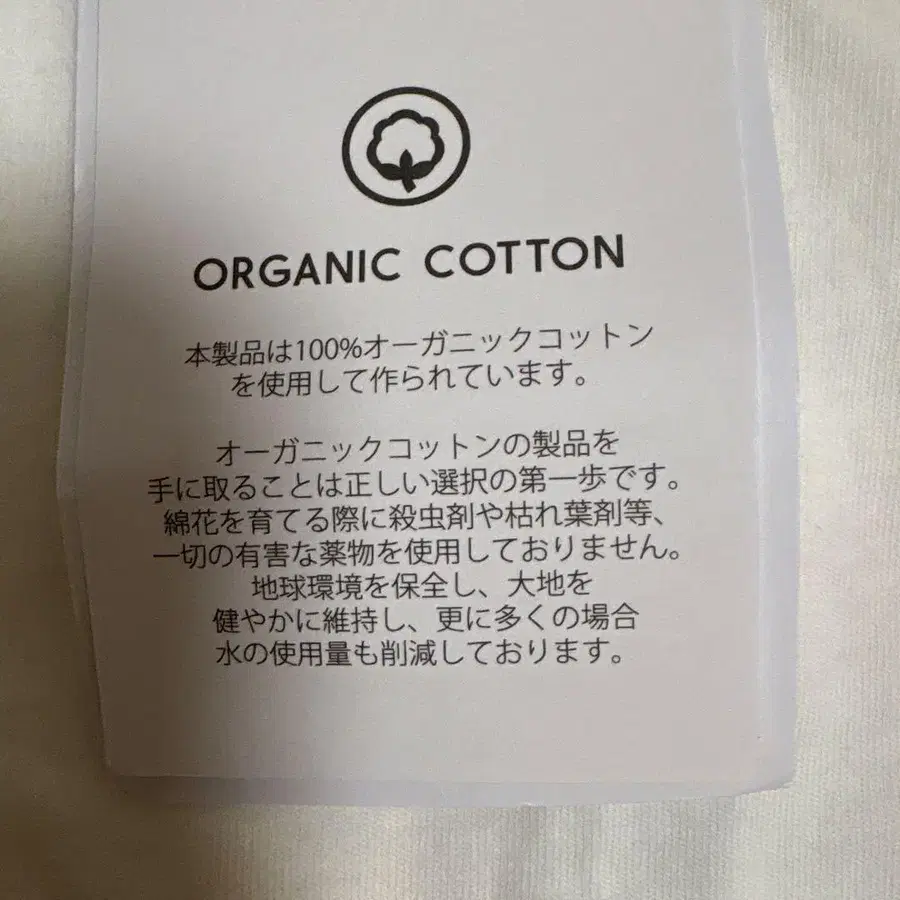 ORGANIC COTTON
本製品は100%オーガニックコットン
を使用して作られています。
オーガニックコットンの製品を
手に取ることは正しい選択の第一歩です。
綿花を育てる際に殺虫剤や枯れ葉剤等、
一切の有害な薬物を使用しておりません。
地球環境を保全し、大地を
健やかに維持し、更に多くの場合
水の使用量も削減しております。